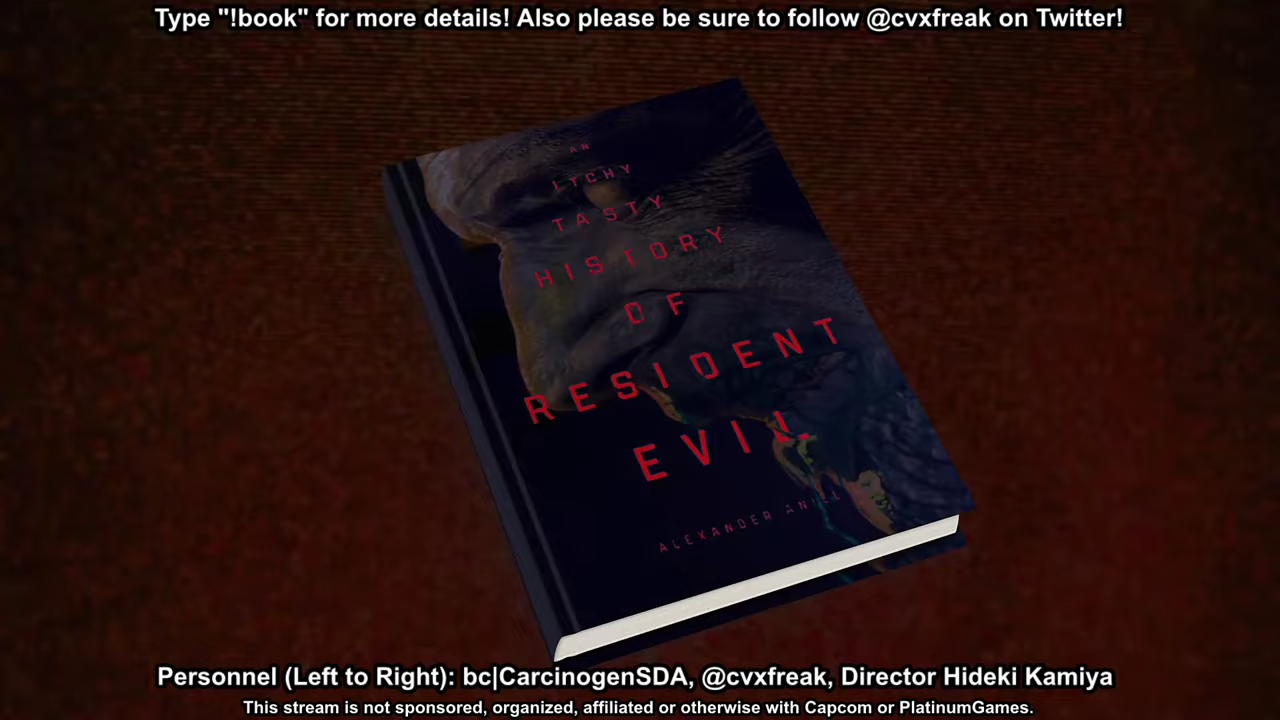 Type "!book" for more details! Also please be sure to follow @cvxfreak on Twitter!
AN
ITCHY
TASTY
HISTORY
OF
RESIDENT
EVIL
ALEXANDER ANIEL
Personnel (Left to Right): bc|CarcinogenSDA, @cvxfreak, Director Hideki Kamiya
This stream is not sponsored, organized, affiliated or otherwise with Capcom or PlatinumGames.